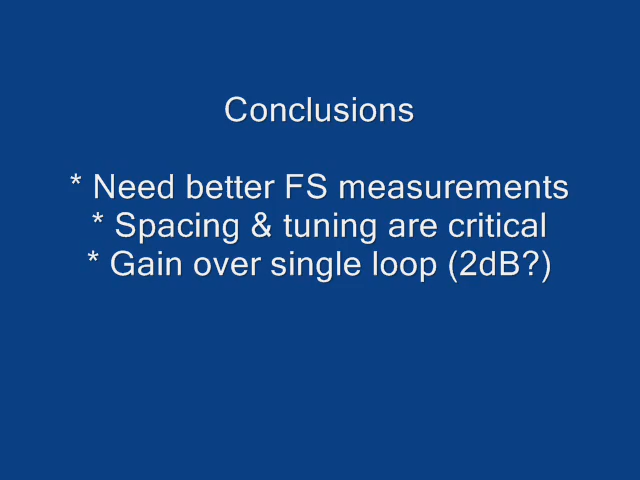 Conclusions
* Need better FS measurements
* Spacing & tuning are critical
* Gain over single loop (2dB?)